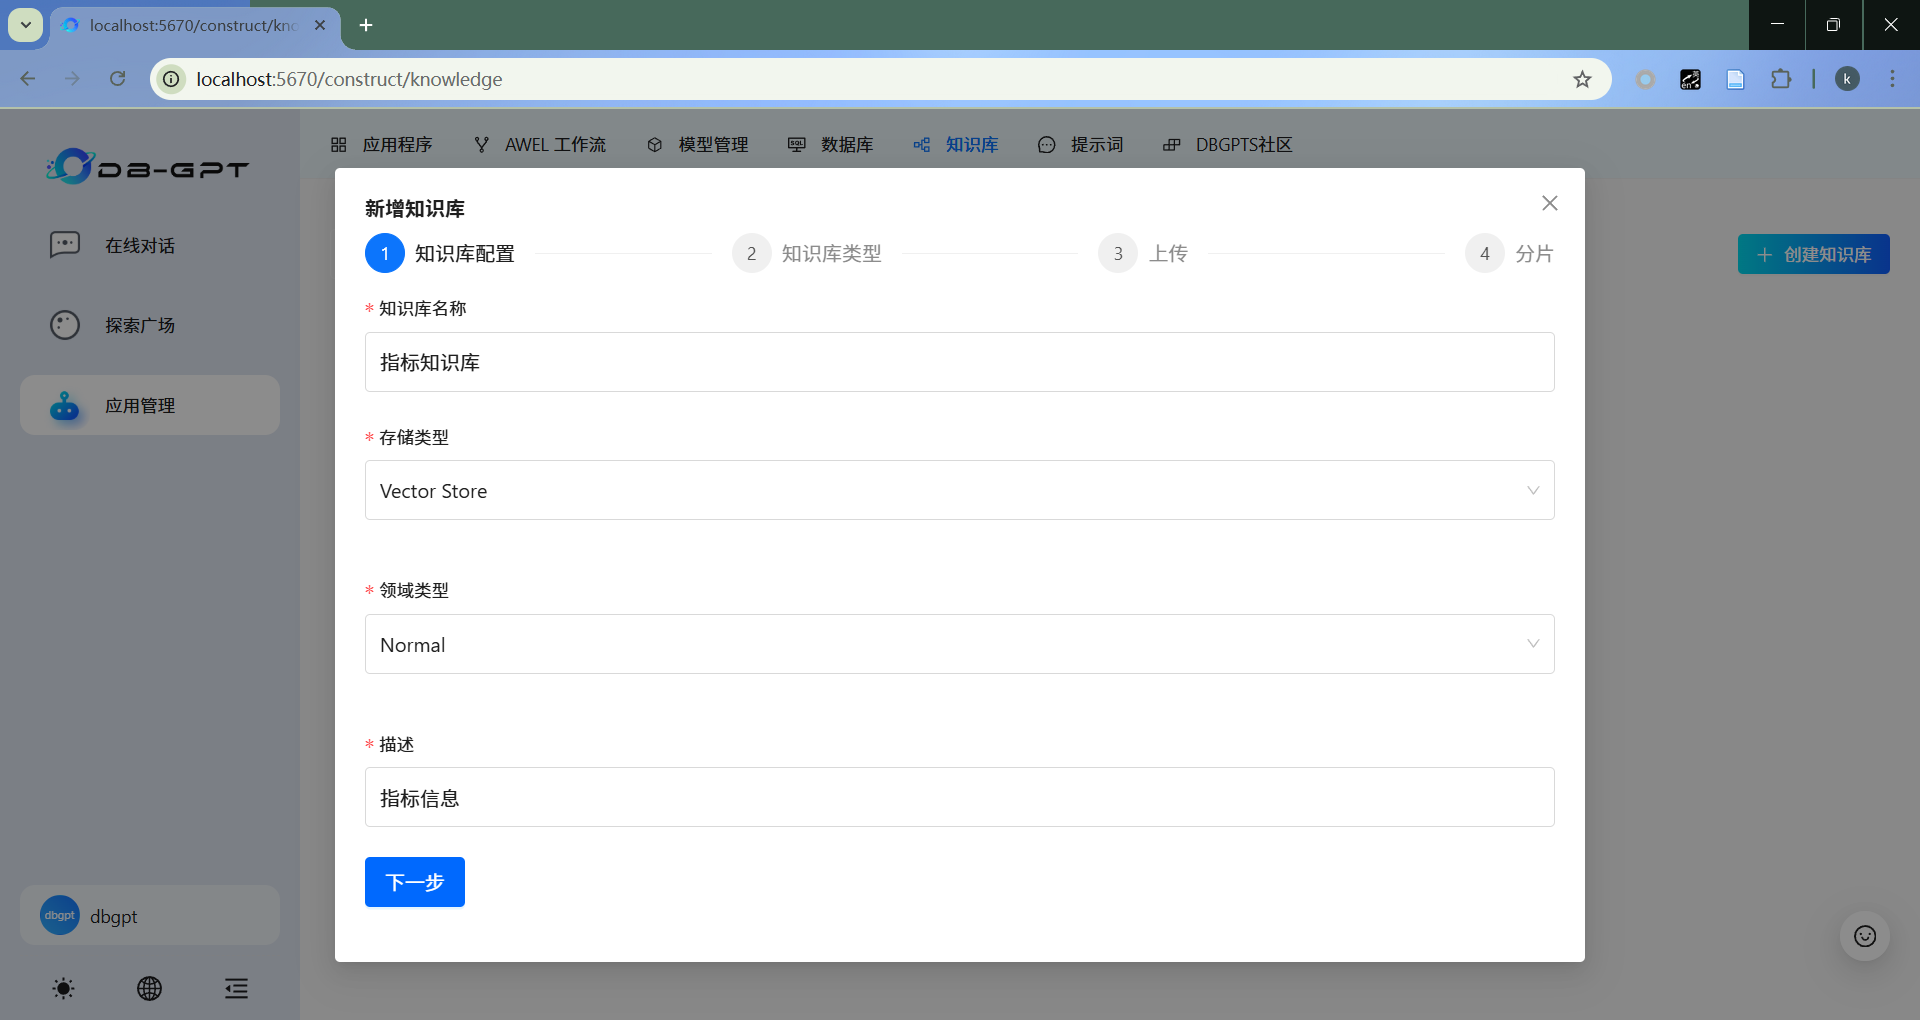 localhost:5670/construct/kno
localhost:5670/construct/knowledge
k
DB-GPT
在线对话
探索广场
应用管理
dbgpt
dbgpt
应用程序
AWEL 工作流
模型管理
SQL
数据库
知识库
提示词
DBGPTS社区
创建知识库
新增知识库
1 知识库配置
2 知识库类型
3 上传
4 分片
* 知识库名称
指标知识库
* 存储类型
Vector Store
* 领域类型
Normal
* 描述
指标信息
下一步